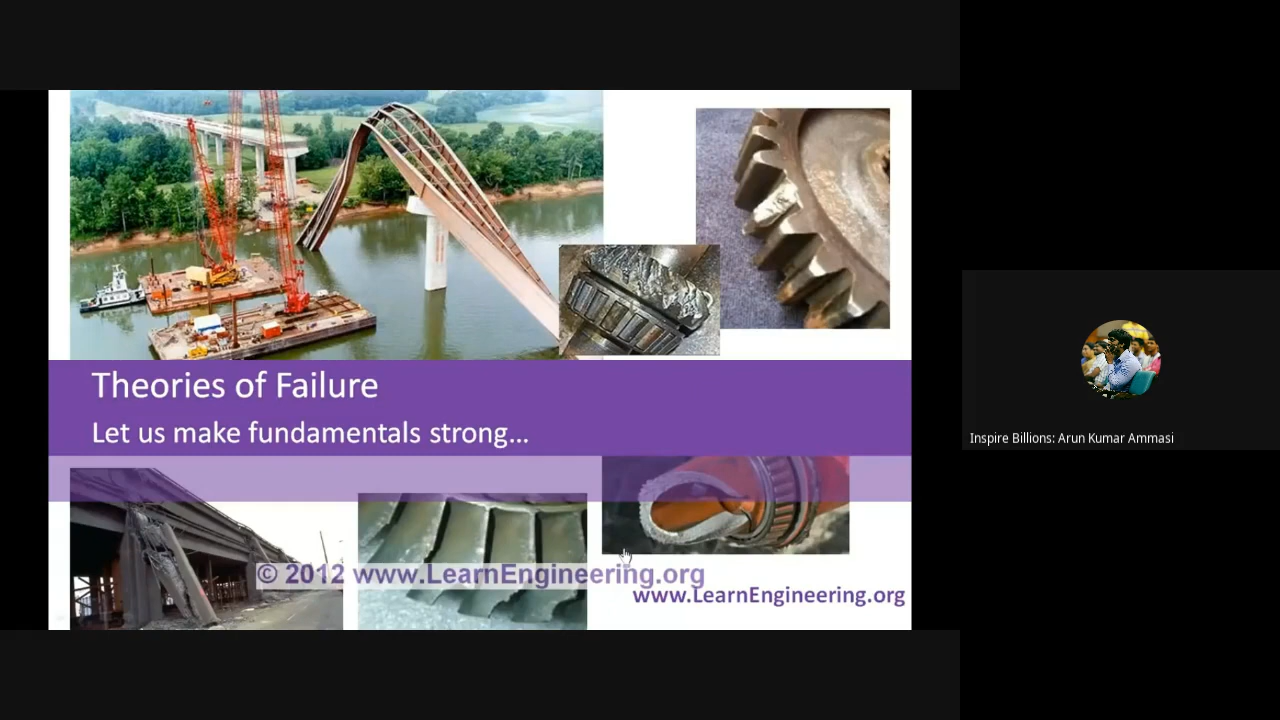 Theories of Failure
Let us make fundamentals strong...
© 2012 www.LearnEngineering.org
www.LearnEngineering.org
Inspire Billions: Arun Kumar Ammasi